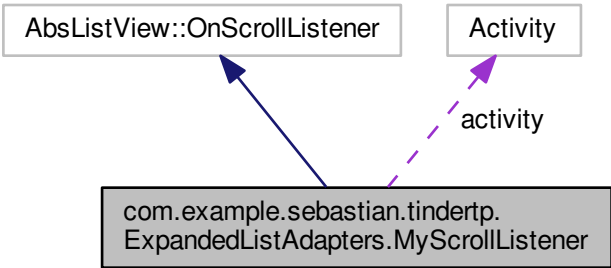 AbsListView::OnScrollListener
Activity
activity
com.example.sebastian.tindertp.
ExpandedListAdapters.MyScrollListener